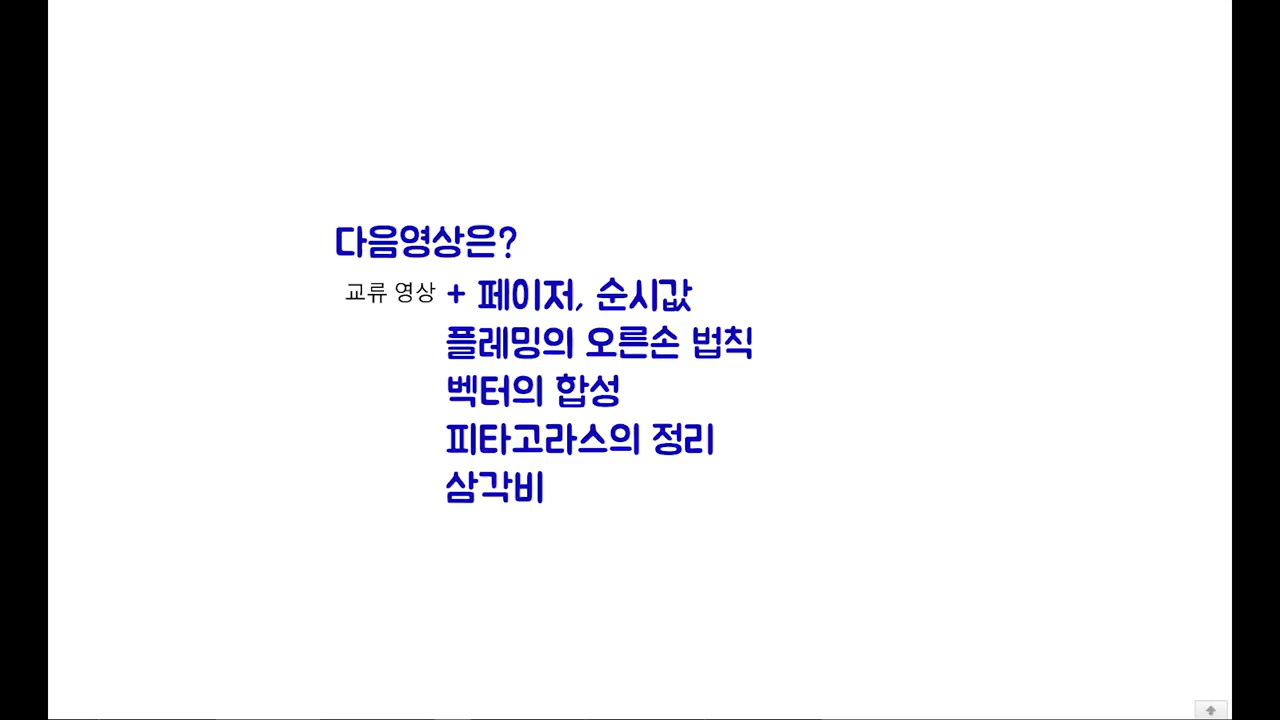 다음영상은?
교류 영상 + 페이저, 순시값
플레밍의 오른손 법칙
벡터의 합성
피타고라스의 정리
삼각비